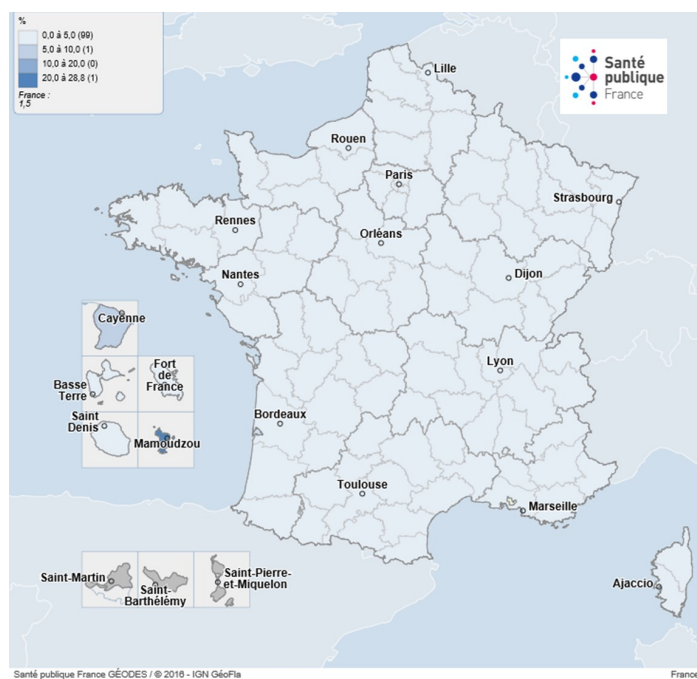 %
0,0 à 5,0 (99)
5,0 à 10,0 (1)
10,0 à 20,0 (0)
20,0 à 28,8 (1)
France :
1,5
Santé
publique
France
Lille
Rouen
Paris
Strasbourg
Rennes
Orléans
Nantes
Dijon
Cayenne
Lyon
Fort
de
France
Basse
Terre
Saint
Denis
Mamoudzou
Bordeaux
Toulouse
Marseille
Saint-Martin
Saint-
Barthélémy
Saint-Pierre-
et-Miquelon
Ajaccio
Santé publique France GÉODES / © 2016 - IGN GéoFla
France